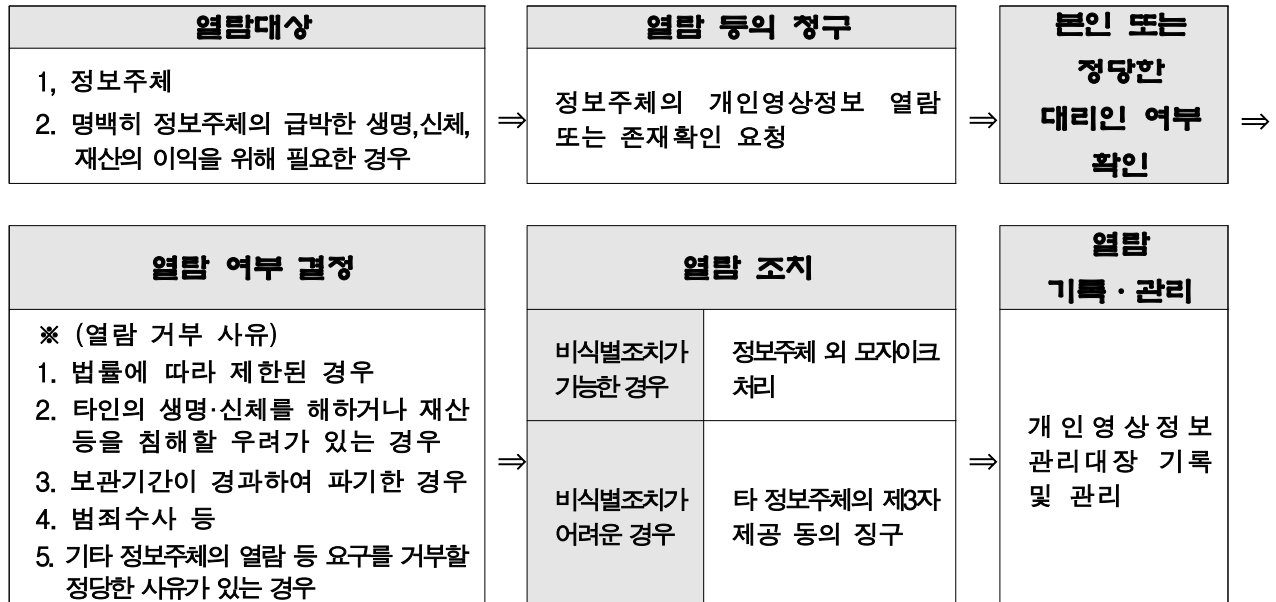 열람대상
1, 정보주체
2. 명백히 정보주체의 급박한 생명,신체,
재산의 이익을 위해 필요한 경우
⇒
열람 등의 청구
정보주체의 개인영상정보 열람
또는 존재확인 요청
⇒
본인 또는
정당한
대리인 여부
확인
⇒
열람 여부 결정
※ (열람 거부 사유)
1. 법률에 따라 제한된 경우
2. 타인의 생명·신체를 해하거나 재산
등을 침해할 우려가 있는 경우
3. 보관기간이 경과하여 파기한 경우
4. 범죄수사 등
5. 기타 정보주체의 열람 등 요구를 거부할
정당한 사유가 있는 경우
⇒
열람 조치
비식별조치가
가능한 경우
정보주체 외 모자이크
처리
비식별조치가
어려운 경우
타 정보주체의 제3자
제공 동의 징구
⇒
열람
기록 · 관리
개인영상정보
관리대장 기록
및 관리